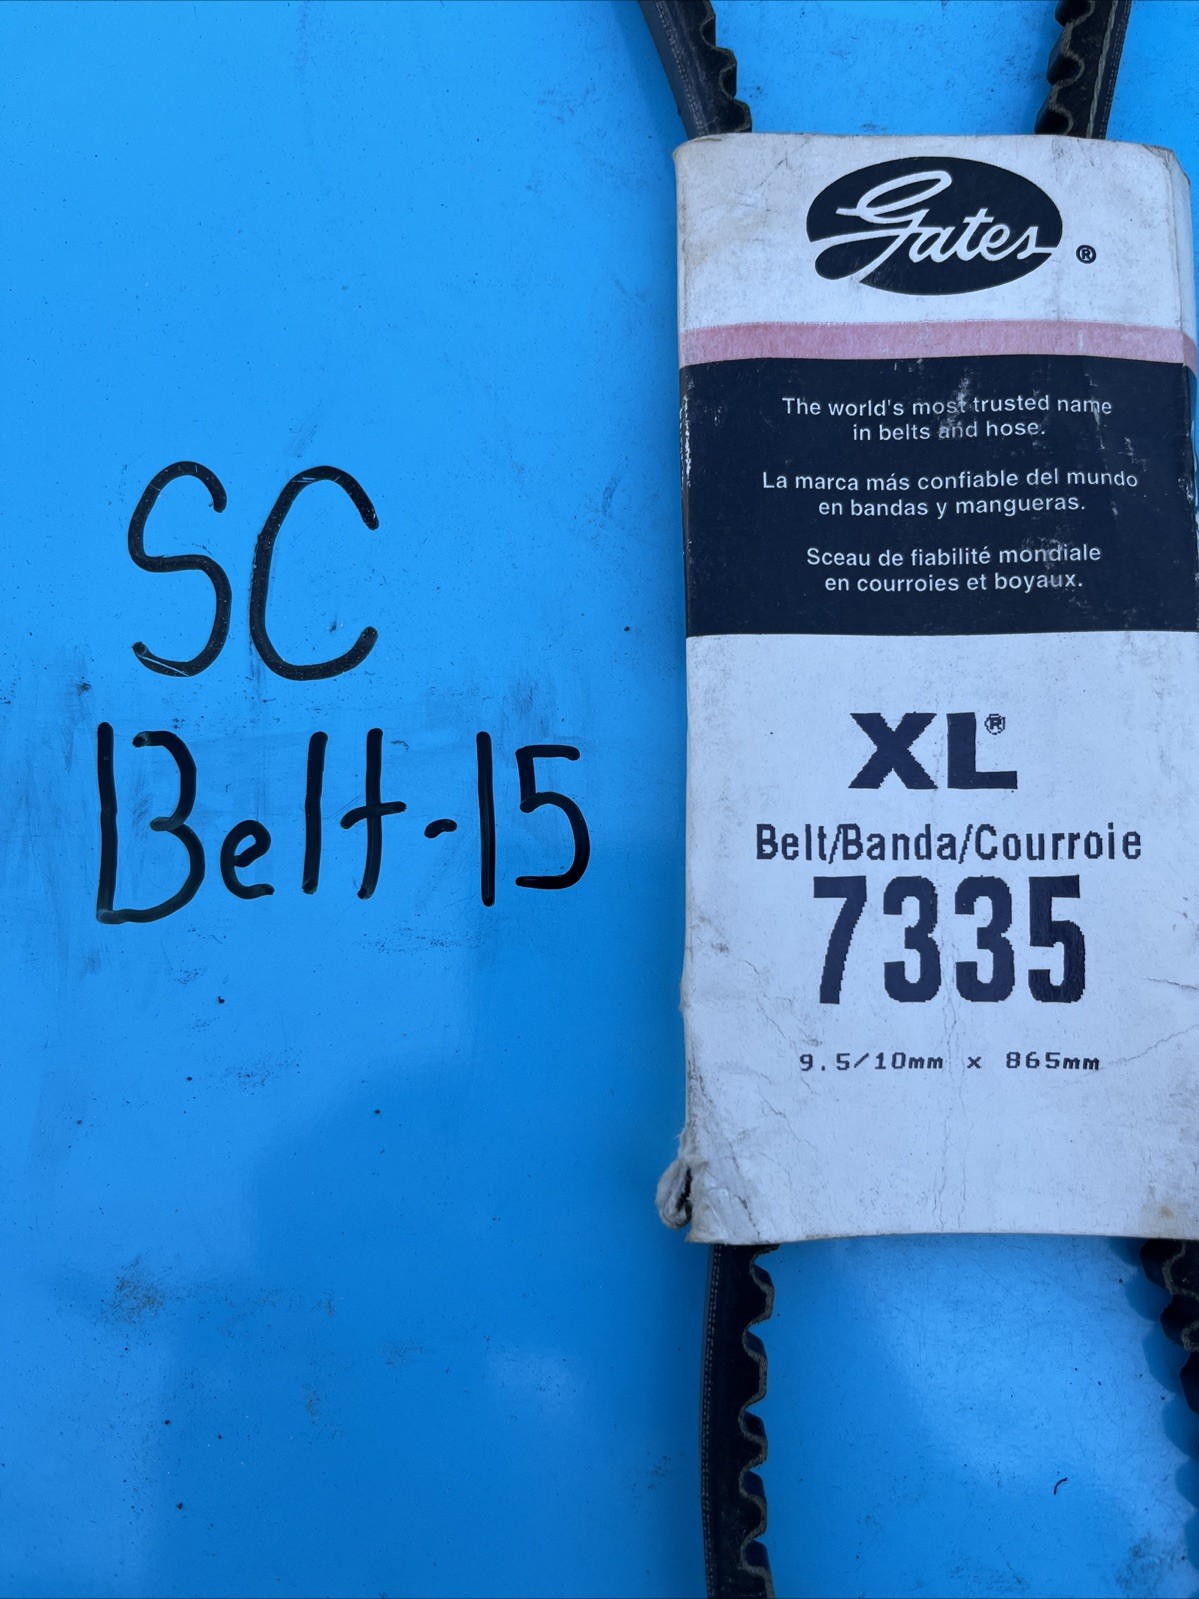 SC
Belt-15
Gates®
The world's most trusted name
in belts and hose.
La marca más confiable del mundo
en bandas y mangueras.
Sceau de fiabilité mondiale
en courroies et boyaux.
XL®
Belt/Banda/Courroie
7335
9.5/10mm x 865mm